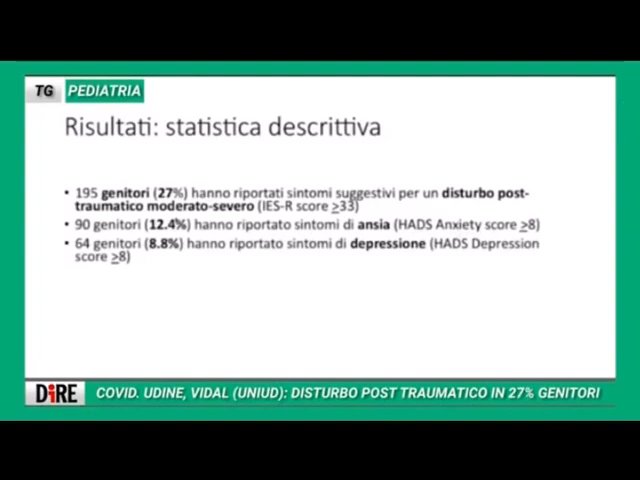 TG PEDIATRIA
Risultati: statistica descrittiva
• 195 genitori (27%) hanno riportati sintomi suggestivi per un disturbo post-
traumatico moderato-severo (IES-R score ≥33)
• 90 genitori (12.4%) hanno riportato sintomi di ansia (HADS Anxiety score ≥8)
• 64 genitori (8.8%) hanno riportato sintomi di depressione (HADS Depression
score ≥8)
DiRE COVID. UDINE, VIDAL (UNIUD): DISTURBO POST TRAUMATICO IN 27% GENITORI